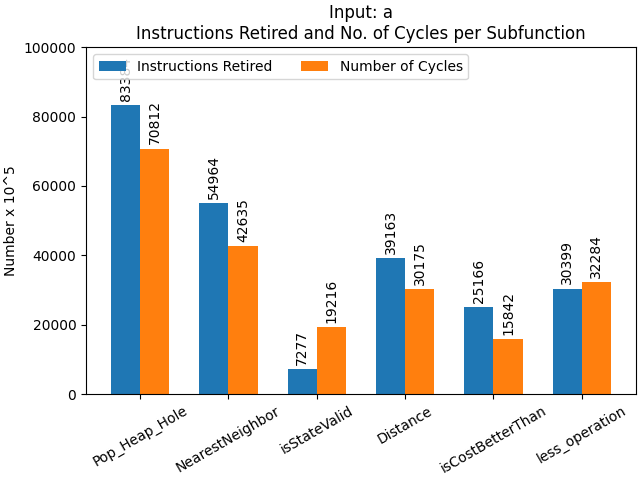 Input: a
Instructions Retired and No. of Cycles per Subfunction
Instructions Retired
Number of Cycles
Number x 10^5
100000
80000
60000
40000
20000
0
70812
54964
42635
7277
19216
39163
30175
25166
15842
30399
32284
Pop_Heap_Hole
NearestNeighbor
isStateValid
Distance
isCostBetterThan
less_operation